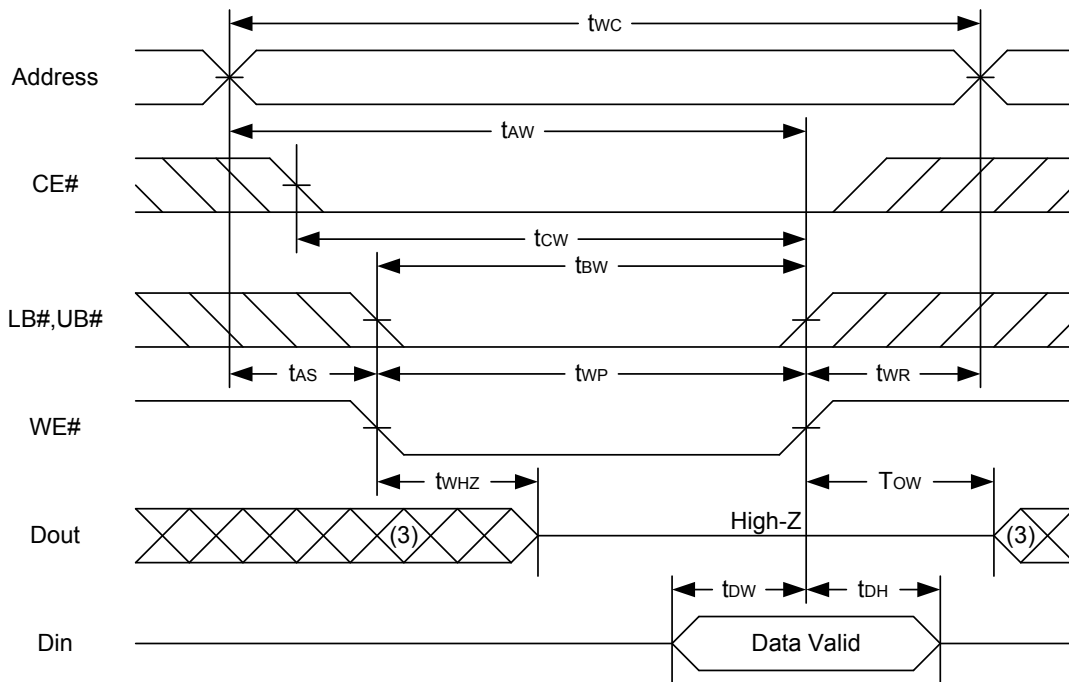 tWC
Address
tAW
CE#
tCW
tBW
LB#,UB#
tAS tWP tWR
WE#
tWHZ TOW
Dout (3) High-Z (3)
tDW tDH
Din Data Valid